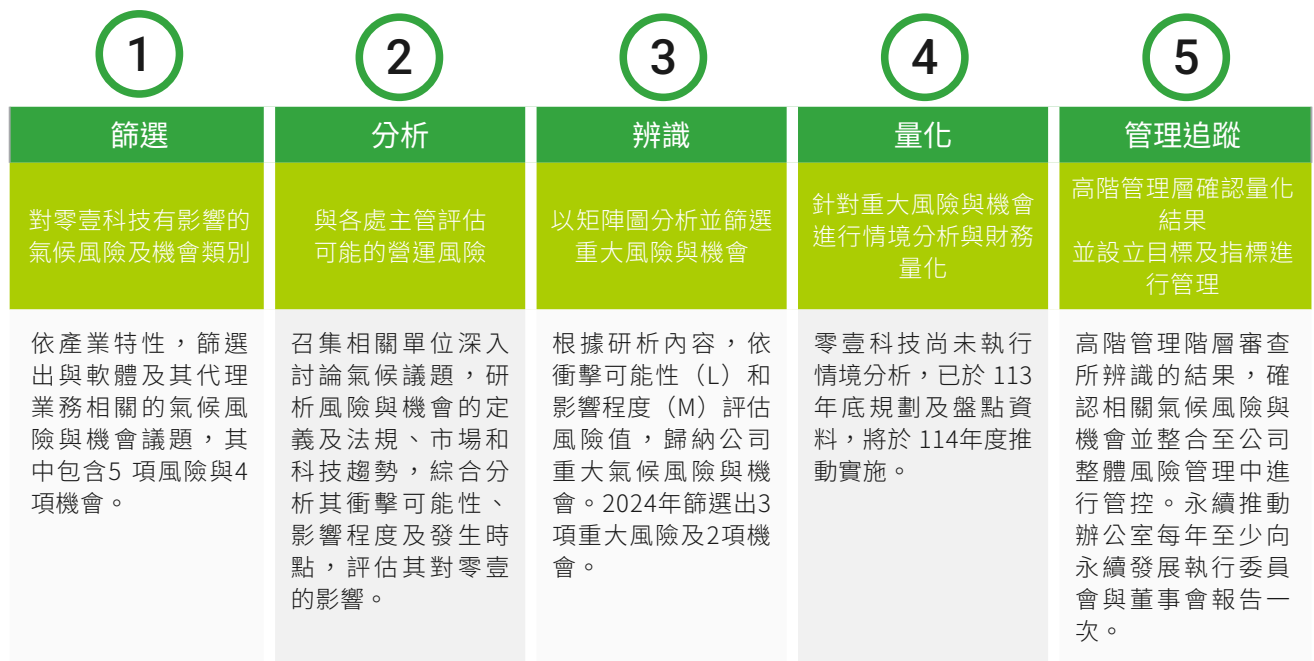 1
篩選
對零壹科技有影響的
氣候風險及機會類別
依產業特性，篩選
出與軟體及其代理
業務相關的氣候風
險與機會議題，其
中包含5 項風險與4
項機會。
2
分析
與各處主管評估
可能的營運風險
召集相關單位深入
討論氣候議題，研
析風險與機會的定
義及法規、市場和
科技趨勢，綜合分
析其衝擊可能性、
影響程度及發生時
點，評估其對零壹
的影響。
3
辨識
以矩陣圖分析並篩選
重大風險與機會
根據研析內容，依
衝擊可能性（L）和
影響程度（M）評估
風險值，歸納公司
重大氣候風險與機
會。2024年篩選出3
項重大風險及2項機
會。
4
量化
針對重大風險與機會
進行情境分析與財務
量化
零壹科技尚未執行
情境分析，已於 113
年底規劃及盤點資
料，將於 114年度推
動實施。
5
管理追蹤
高階管理層確認量化
結果
並設立目標及指標進
行管理
高階管理階層審查
所辨識的結果，確
認相關氣候風險與
機會並整合至公司
整體風險管理中進
行管控。永續推動
辦公室每年至少向
永續發展執行委員
會與董事會報告一
次。